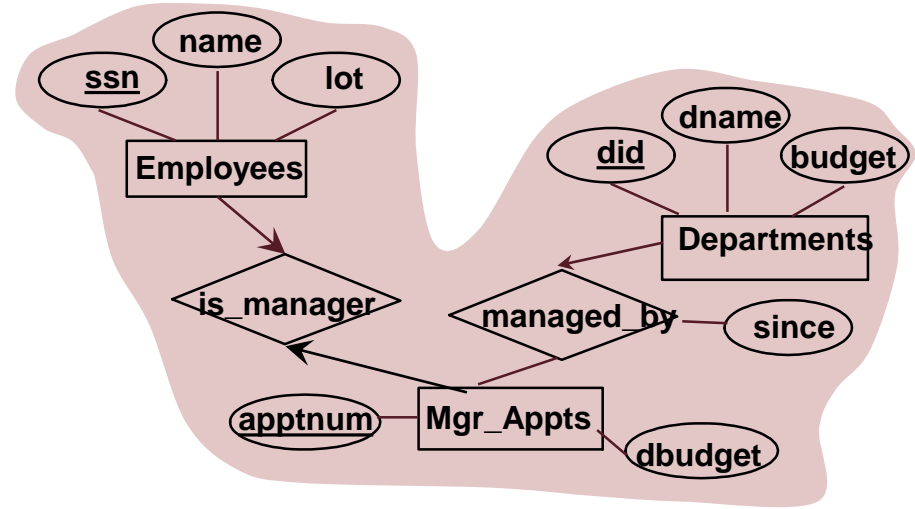 name
ssn
lot
Employees
dname
did
budget
Departments
is_manager
managed_by
since
apptnum
Mgr_Appts
dbudget